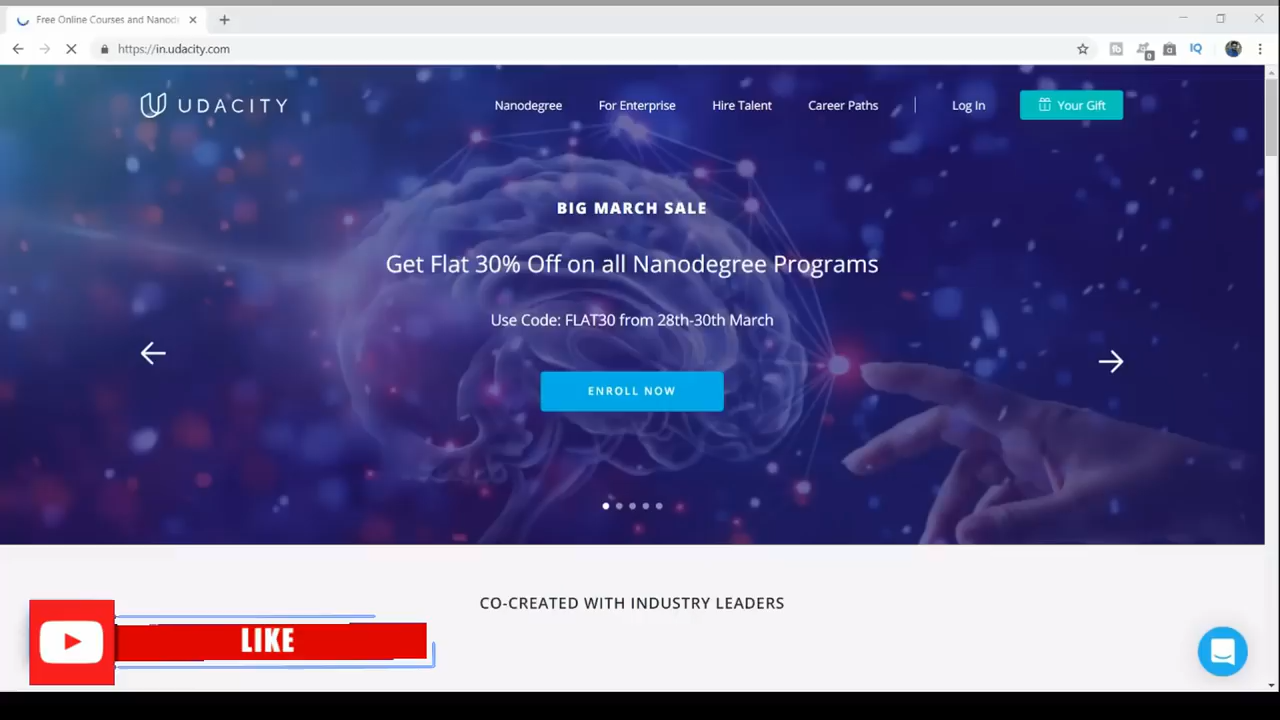 Free Online Courses and Nanod
https://in.udacity.com
0
IQ
UDACITY
Nanodegree
For Enterprise
Hire Talent
Career Paths
Log In
Your Gift
BIG MARCH SALE
Get Flat 30% Off on all Nanodegree Programs
Use Code: FLAT30 from 28th-30th March
ENROLL NOW
CO-CREATED WITH INDUSTRY LEADERS
LIKE